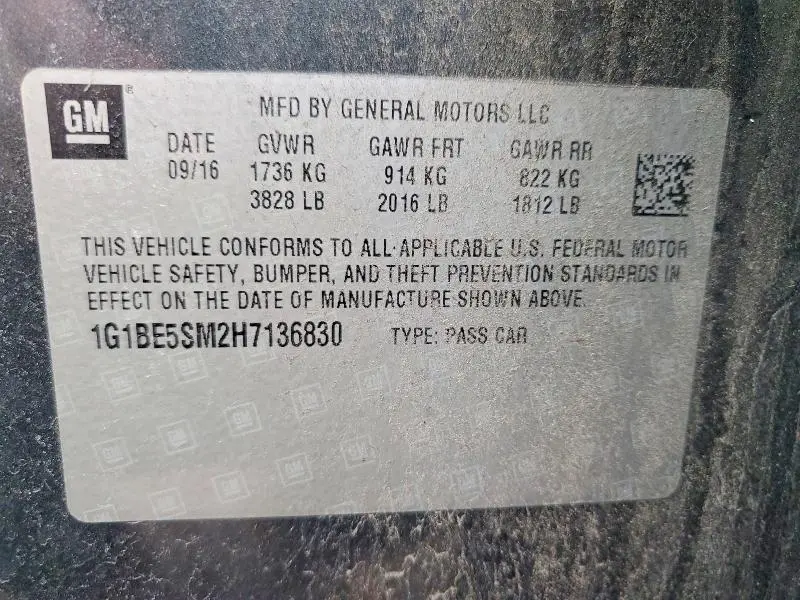 GM
MFD BY GENERAL MOTORS LLC
DATE GVWR GAWR FRT GAWR RR
09/16 1736 KG 914 KG 822 KG
3828 LB 2016 LB 1812 LB
THIS VEHICLE CONFORMS TO ALL APPLICABLE U.S. FEDERAL MOTOR
VEHICLE SAFETY, BUMPER, AND THEFT PREVENTION STANDARDS IN
EFFECT ON THE DATE OF MANUFACTURE SHOWN ABOVE.
1G1BE5SM2H7136830 TYPE: PASS CAR